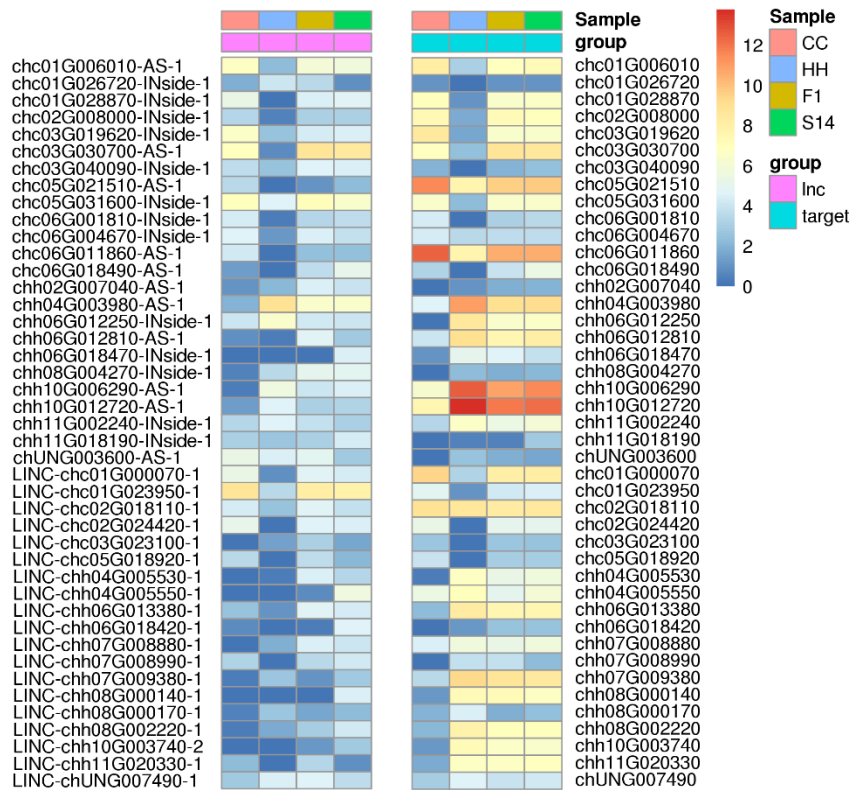 Sample
group
chc01G006010-AS-1
chc01G026720-INside-1
chc01G028870-INside-1
chc02G008000-INside-1
chc03G019620-INside-1
chc03G030700-AS-1
chc03G040090-INside-1
chc05G021510-AS-1
chc05G031600-INside-1
chc06G001810-INside-1
chc06G004670-INside-1
chc06G011860-AS-1
chc06G018490-AS-1
chh02G007040-AS-1
chh04G003980-AS-1
chh06G012250-INside-1
chh06G012810-AS-1
chh06G018470-INside-1
chh08G004270-INside-1
chh10G006290-AS-1
chh10G012720-AS-1
chh11G002240-INside-1
chh11G018190-INside-1
chUNG003600-AS-1
LINC-chc01G000070-1
LINC-chc01G023950-1
LINC-chc02G018110-1
LINC-chc02G024420-1
LINC-chc03G023100-1
LINC-chc05G018920-1
LINC-chh04G005530-1
LINC-chh04G005550-1
LINC-chh06G013380-1
LINC-chh06G018420-1
LINC-chh07G008880-1
LINC-chh07G008990-1
LINC-chh07G009380-1
LINC-chh08G000140-1
LINC-chh08G000170-1
LINC-chh08G002220-1
LINC-chh10G003740-2
LINC-chh11G020330-1
LINC-chUNG007490-1
chc01G006010
chc01G026720
chc01G028870
chc02G008000
chc03G019620
chc03G030700
chc03G040090
chc05G021510
chc05G031600
chc06G001810
chc06G004670
chc06G011860
chc06G018490
chh02G007040
chh04G003980
chh06G012250
chh06G012810
chh06G018470
chh08G004270
chh10G006290
chh10G012720
chh11G002240
chh11G018190
chUNG003600
chc01G000070
chc01G023950
chc02G018110
chc02G024420
chc03G023100
chc05G018920
chh04G005530
chh04G005550
chh06G013380
chh06G018420
chh07G008880
chh07G008990
chh07G009380
chh08G000140
chh08G000170
chh08G002220
chh10G003740
chh11G020330
chUNG007490
12
10
8
6
4
2
0
Sample
CC
HH
F1
S14
group
lnc
target